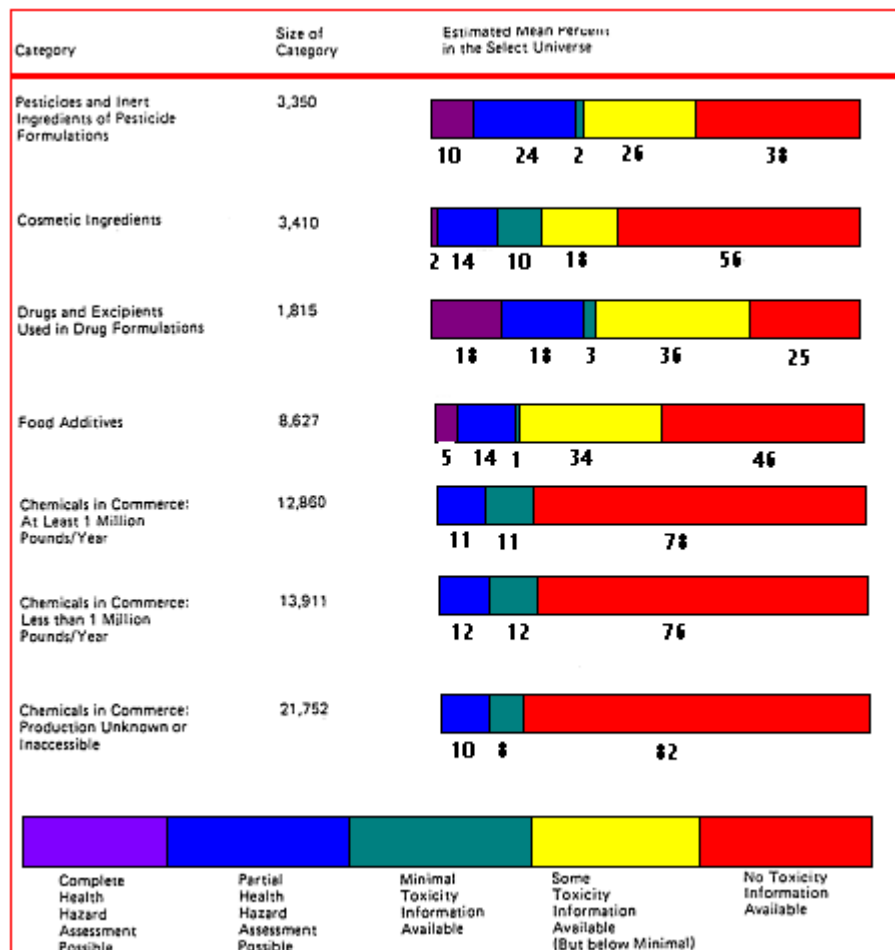 Category
Size of
Category
Estimated Mean Percent
in the Select Universe
Pesticides and Inert
Ingredients of Pesticide
Formulations
3,350
10 24 2 26 38
Cosmetic Ingredients
3,410
2 14 10 18 56
Drugs and Excipients
Used in Drug Formulations
1,815
18 18 3 36 25
Food Additives
8,627
5 14 1 34 46
Chemicals in Commerce:
At Least 1 Million
Pounds/Year
12,860
11 11 78
Chemicals in Commerce:
Less than 1 Million
Pounds/Year
13,911
12 12 76
Chemicals in Commerce:
Production Unknown or
Inaccessible
21,752
10 8 82
Complete
Health
Hazard
Assessment
Possible
Partial
Health
Hazard
Assessment
Possible
Minimal
Toxicity
Information
Available
Some
Toxicity
Information
Available
(But below Minimal)
No Toxicity
Information
Available